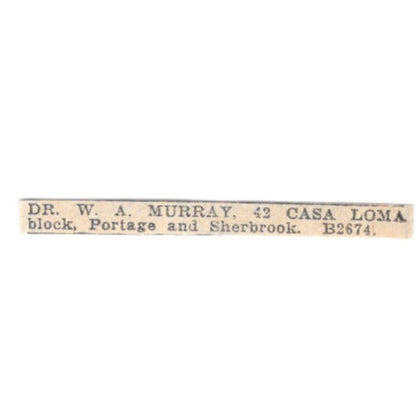 DR. W. A. MURRAY, 42 CASA LOMA
block, Portage and Sherbrook. B2674.